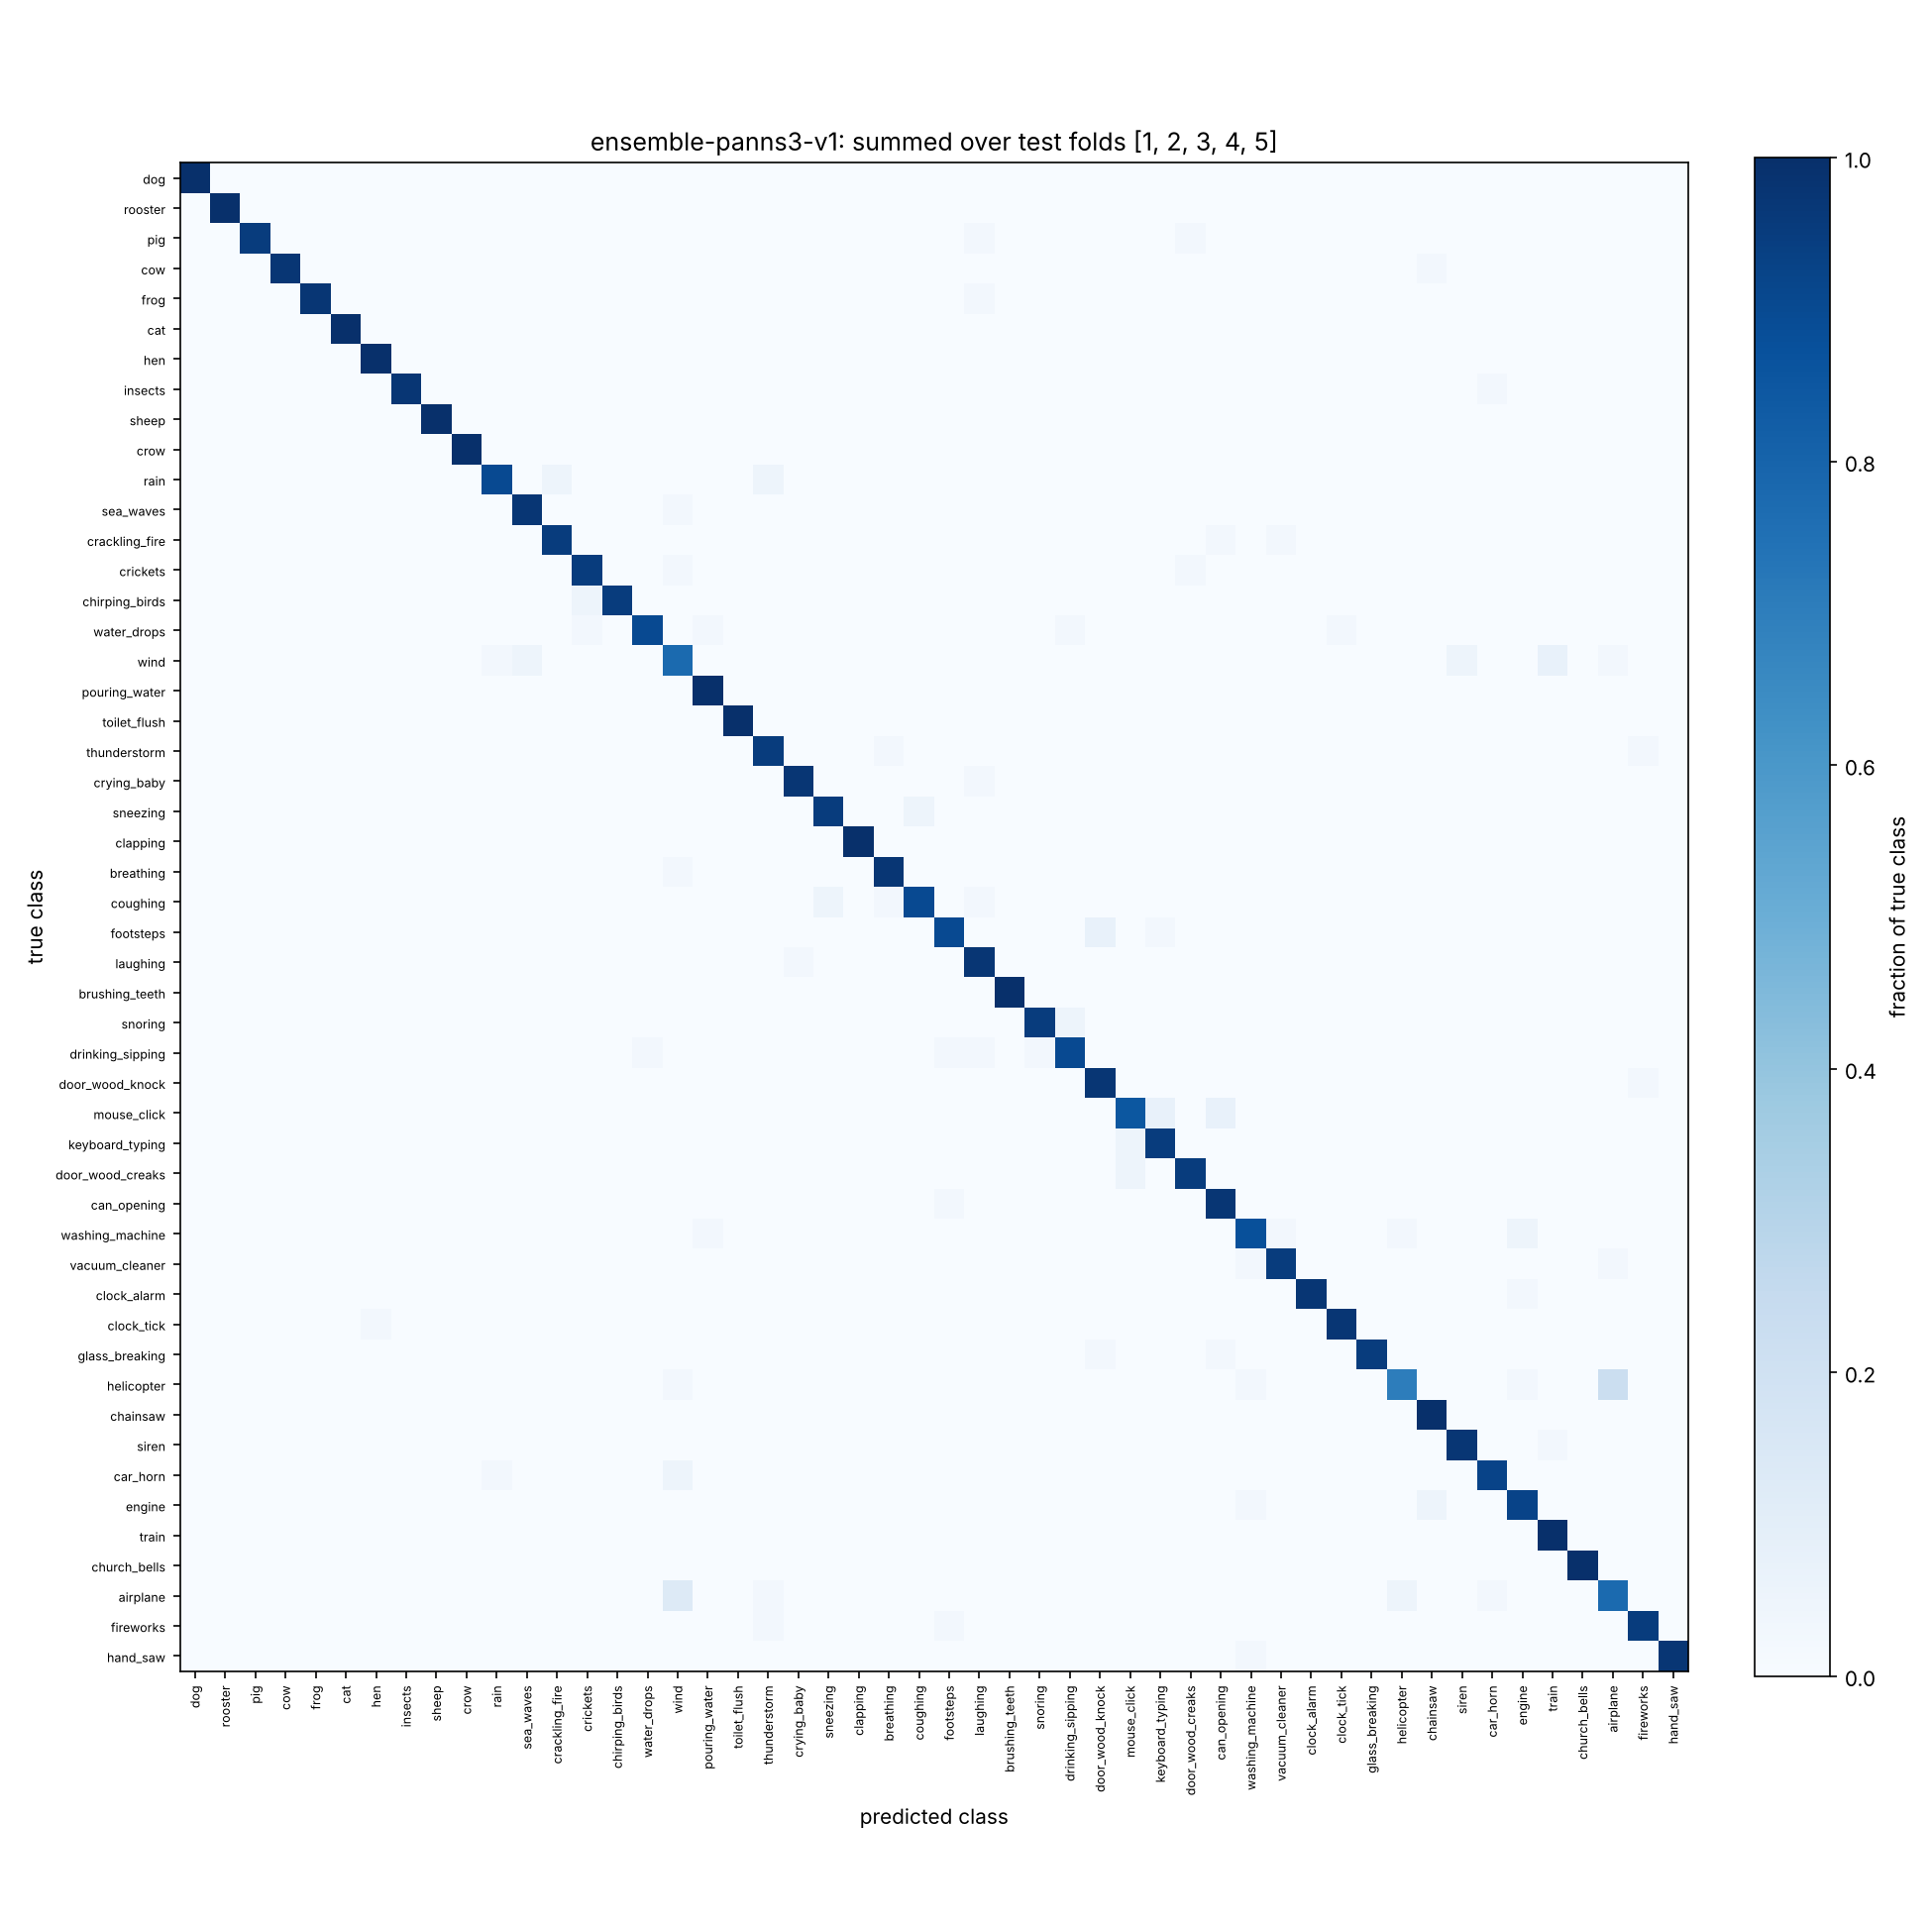 ensemble-panns3-v1: summed over test folds [1, 2, 3, 4, 5]
true class
dog
rooster
pig
cow
frog
cat
hen
insects
sheep
crow
rain
sea_waves
crackling_fire
crickets
chirping_birds
water_drops
wind
pouring_water
toilet_flush
thunderstorm
crying_baby
sneezing
clapping
breathing
coughing
footsteps
laughing
brushing_teeth
snoring
drinking_sipping
door_wood_knock
mouse_click
keyboard_typing
door_wood_creaks
can_opening
washing_machine
vacuum_cleaner
clock_alarm
clock_tick
glass_breaking
helicopter
chainsaw
siren
car_horn
engine
train
church_bells
airplane
fireworks
hand_saw
dog
rooster
pig
cow
frog
cat
hen
insects
sheep
crow
rain
sea_waves
crackling_fire
crickets
chirping_birds
water_drops
wind
pouring_water
toilet_flush
thunderstorm
crying_baby
sneezing
clapping
breathing
coughing
footsteps
laughing
brushing_teeth
snoring
drinking_sipping
door_wood_knock
mouse_click
keyboard_typing
door_wood_creaks
can_opening
washing_machine
vacuum_cleaner
clock_alarm
clock_tick
glass_breaking
helicopter
chainsaw
siren
car_horn
engine
train
church_bells
airplane
fireworks
hand_saw
predicted class
1.0
0.8
0.6
0.4
0.2
0.0
fraction of true class